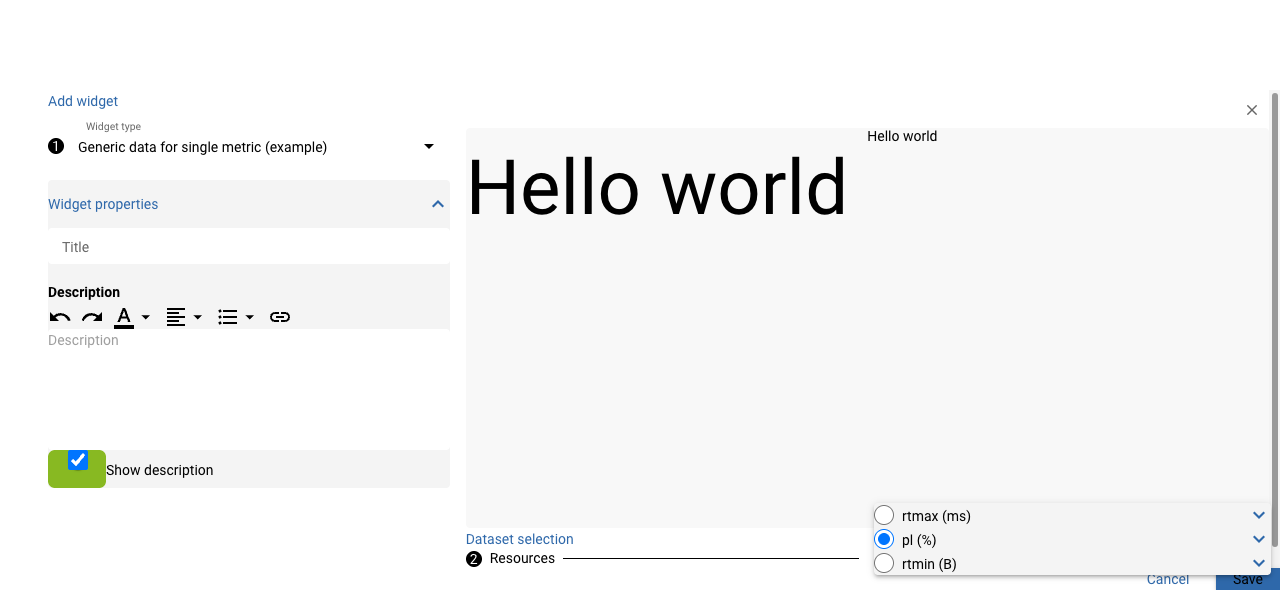 Add widget
Widget type
1 Generic data for single metric (example)
Widget properties
Title
Description
A
Description
Show description
Hello world
Hello world
Dataset selection
2 Resources
rtmax (ms)
pl (%)
rtmin (B)
Cancel
Save